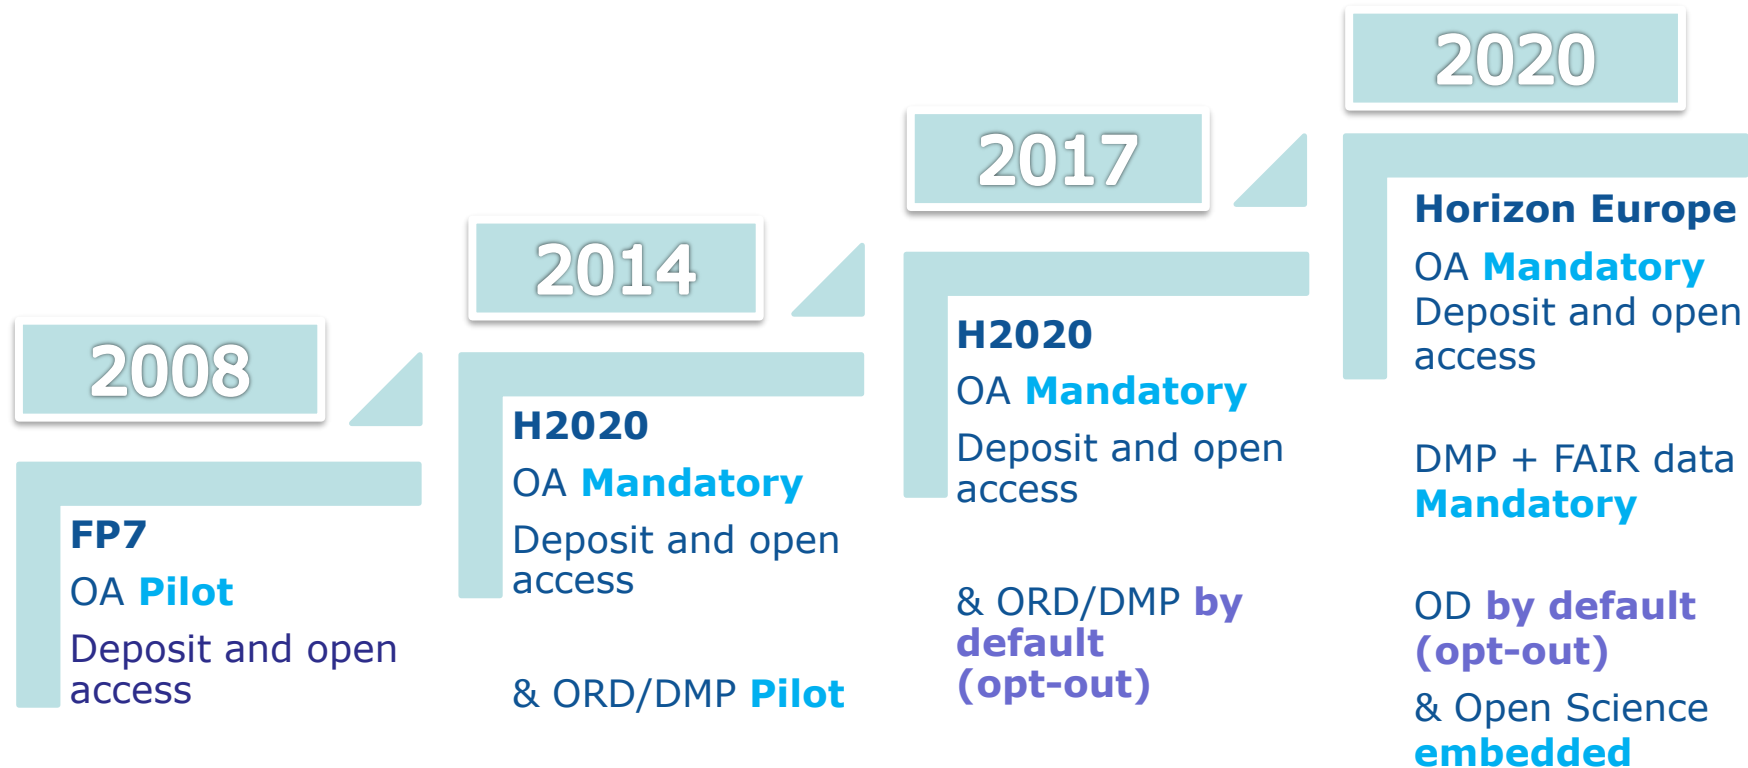 2008
FP7
OA Pilot
Deposit and open
access
2014
H2020
OA Mandatory
Deposit and open
access
& ORD/DMP Pilot
2017
H2020
OA Mandatory
Deposit and open
access
& ORD/DMP by
default
(opt-out)
2020
Horizon Europe
OA Mandatory
Deposit and open
access
DMP + FAIR data
Mandatory
OD by default
(opt-out)
& Open Science
embedded